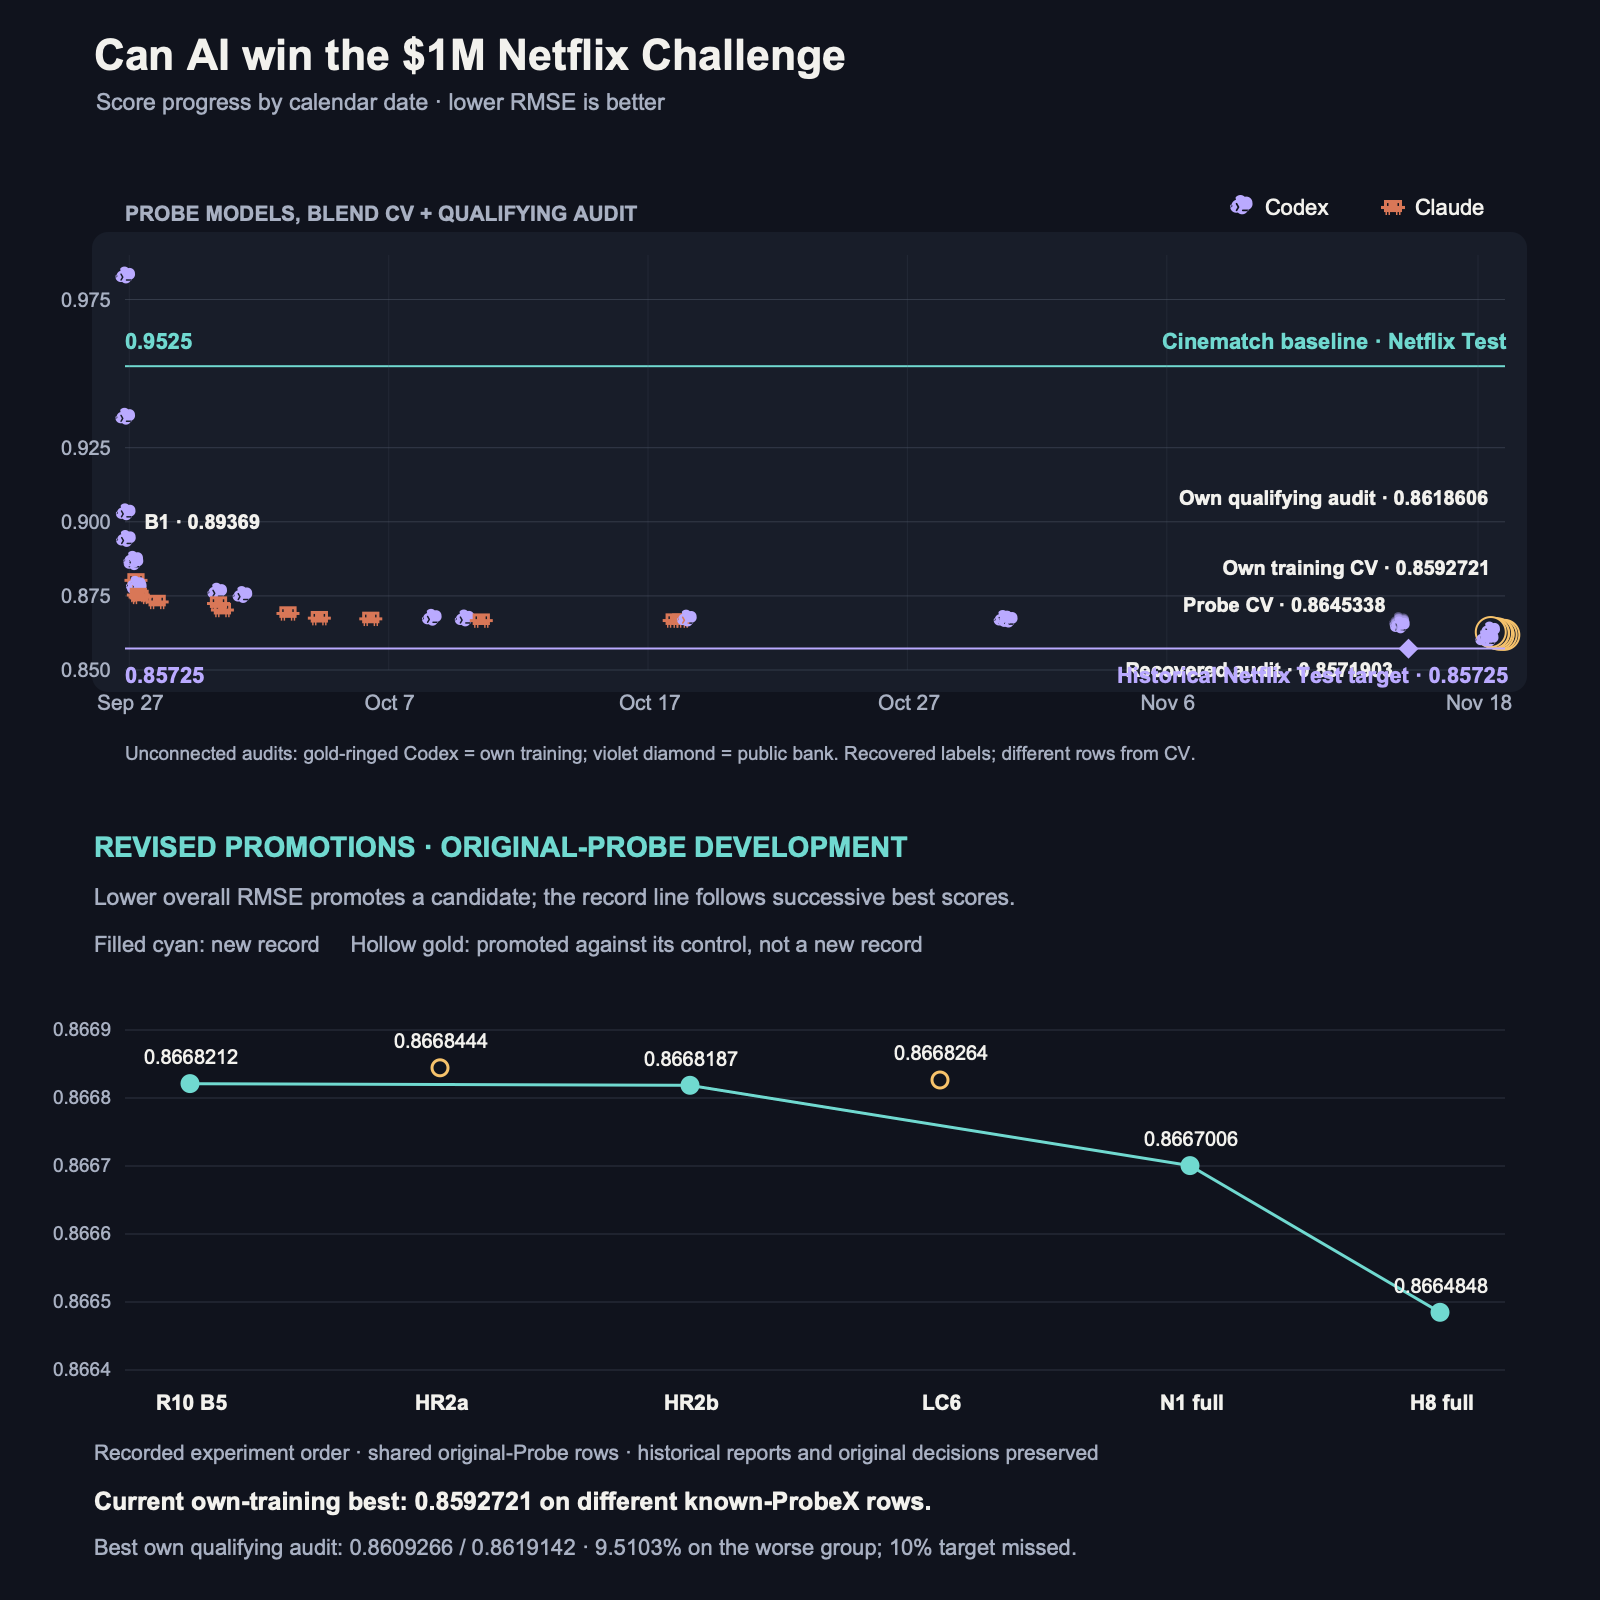 Can AI win the $1M Netflix Challenge
Score progress by calendar date · lower RMSE is better
PROBE MODELS, BLEND CV + QUALIFYING AUDIT
Codex
Claude
0.975
0.9525
Cinematch baseline · Netflix Test
0.925
Own qualifying audit · 0.8618606
0.900
B1 · 0.89369
Own training CV · 0.8592721
0.875
Probe CV · 0.8645338
0.850
Recovered audit · 0.8571903
0.85725
Historical Netflix Test target · 0.85725
Sep 27
Oct 7
Oct 17
Oct 27
Nov 6
Nov 18
Unconnected audits: gold-ringed Codex = own training; violet diamond = public bank. Recovered labels; different rows from CV.
REVISED PROMOTIONS · ORIGINAL-PROBE DEVELOPMENT
Lower overall RMSE promotes a candidate; the record line follows successive best scores.
Filled cyan: new record
Hollow gold: promoted against its control, not a new record
0.8669
0.8668212
0.8668444
0.8668187
0.8668264
0.8668
0.8667006
0.8667
0.8666
0.8664848
0.8665
0.8664
R10 B5
HR2a
HR2b
LC6
N1 full
H8 full
Recorded experiment order · shared original-Probe rows · historical reports and original decisions preserved
Current own-training best: 0.8592721 on different known-ProbeX rows.
Best own qualifying audit: 0.8609266 / 0.8619142 · 9.5103% on the worse group; 10% target missed.